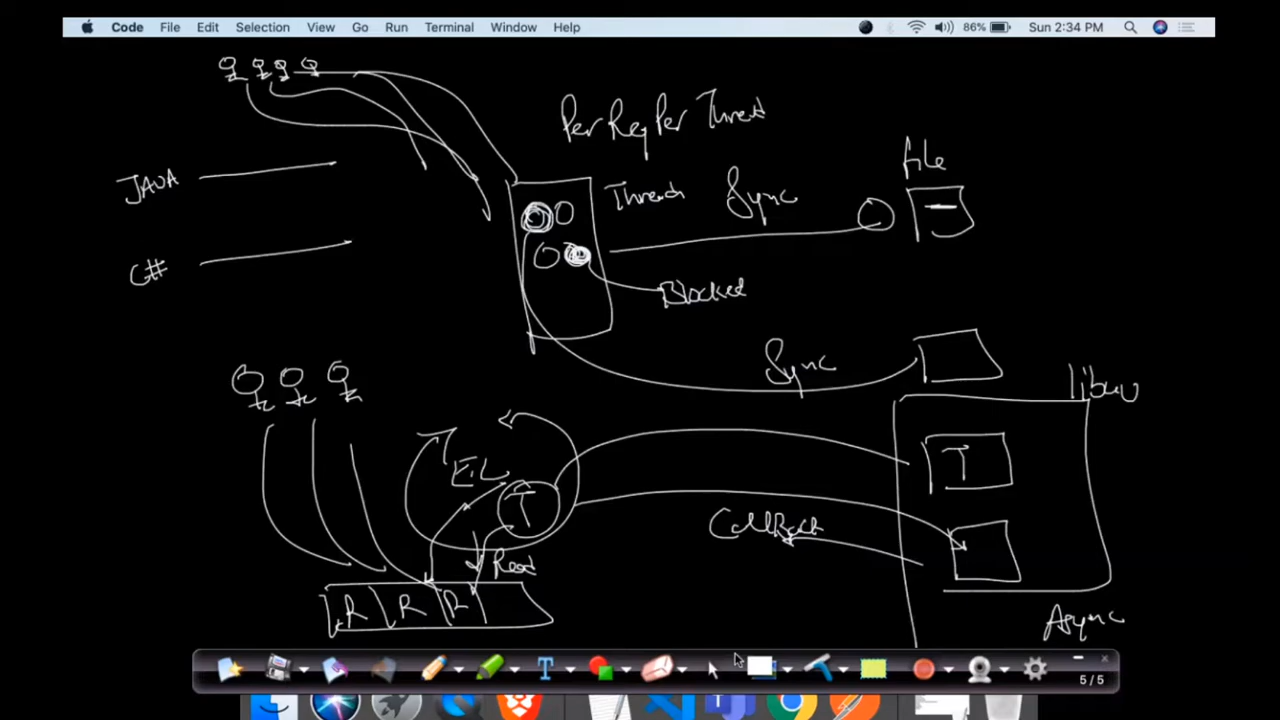 Code File Edit Selection View Go Run Terminal Window Help 86% Sun 2:34 PM
Per Req Per Thread
file
JAVA
Thread Sync
C#
Blocked
Sync
libuv
EL
T
T
CallBack
Read
R R R
Async
T
5/5